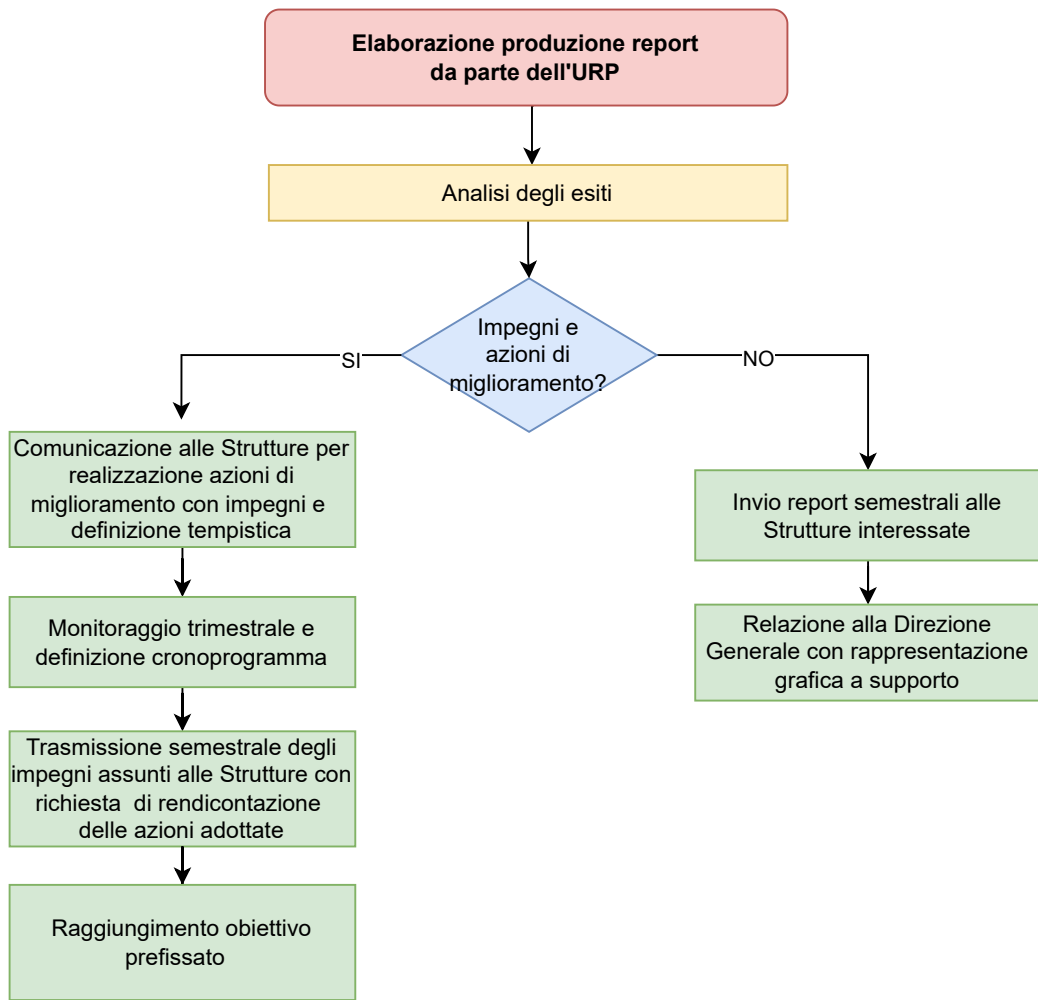 Elaborazione produzione report
da parte dell'URP
Analisi degli esiti
Impegni e
azioni di
miglioramento?
SI
NO
Comunicazione alle Strutture per
realizzazione azioni di
miglioramento con impegni e
definizione tempistica
Monitoraggio trimestrale e
definizione cronoprogramma
Trasmissione semestrale degli
impegni assunti alle Strutture con
richiesta  di rendicontazione
delle azioni adottate
Raggiungimento obiettivo
prefissato
Invio report semestrali alle
Strutture interessate
Relazione alla Direzione
Generale con rappresentazione
grafica a supporto